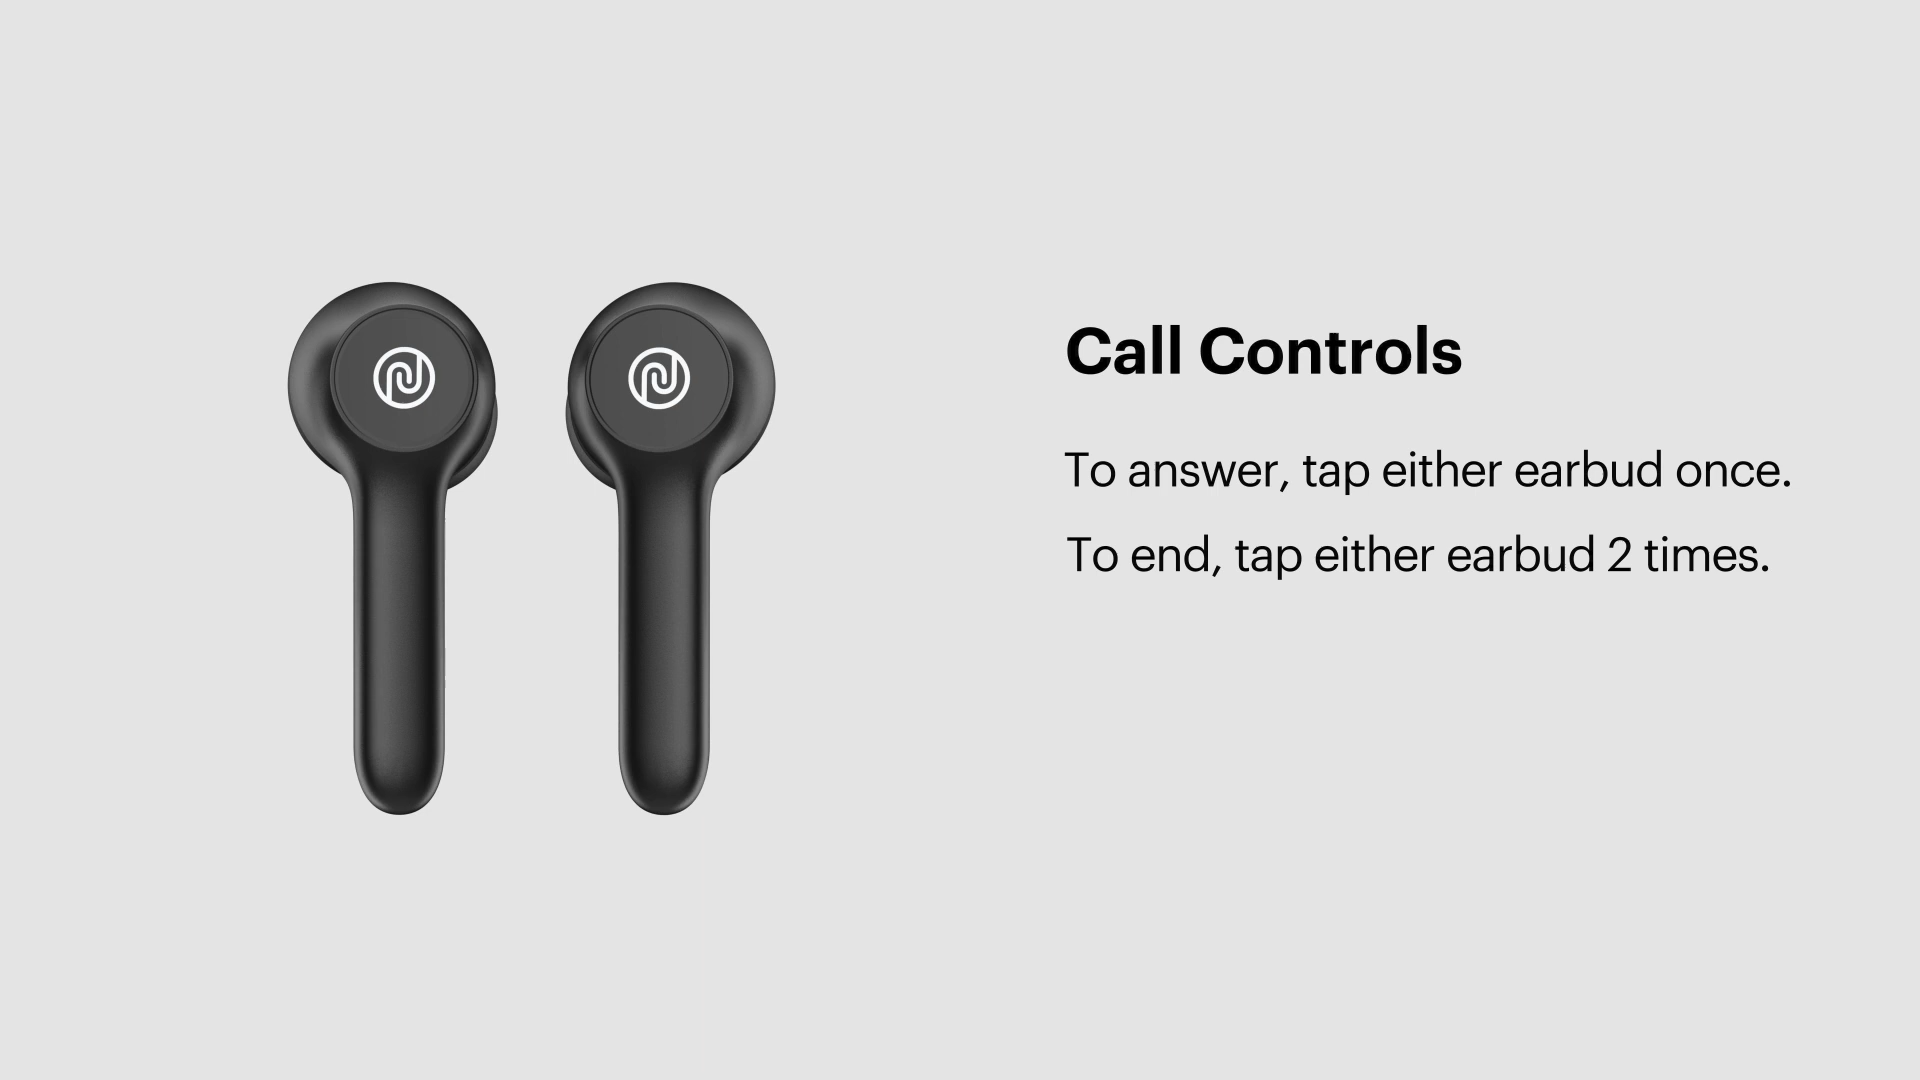 Call Controls
To answer, tap either earbud once.
To end, tap either earbud 2 times.